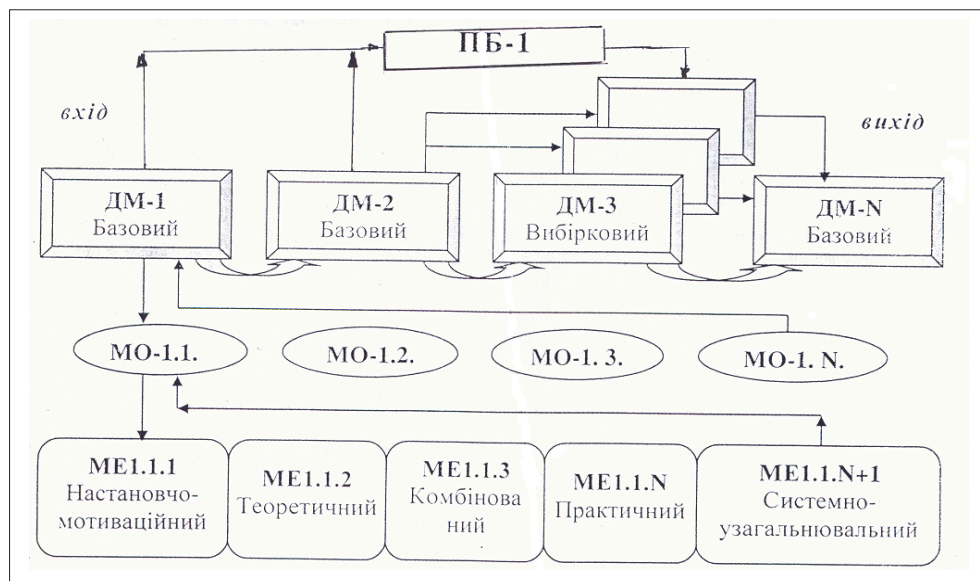 ПБ-1
вхід
вихід
ДМ-1
Базовий
ДМ-2
Базовий
ДМ-3
Вибірковий
ДМ-N
Базовий
МО-1.1.
МО-1.2.
МО-1. 3.
МО-1. N.
МЕ1.1.1
Настановчо-
мотиваційний
МЕ1.1.2
Теоретичний
МЕ1.1.3
Комбінова
ний
МЕ1.1.N
Практичний
МЕ1.1.N+1
Системно-
узагальнювальний